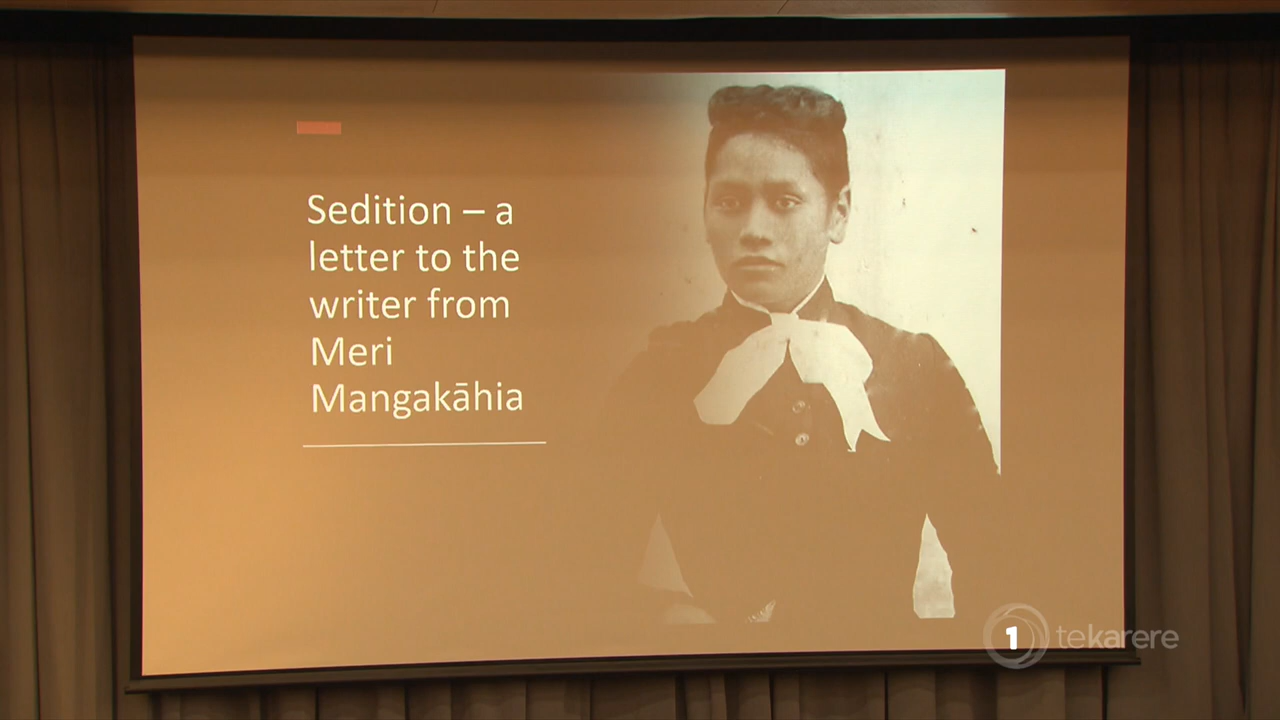 Sedition – a
letter to the
writer from
Meri
Mangakāhia
1 tekarere